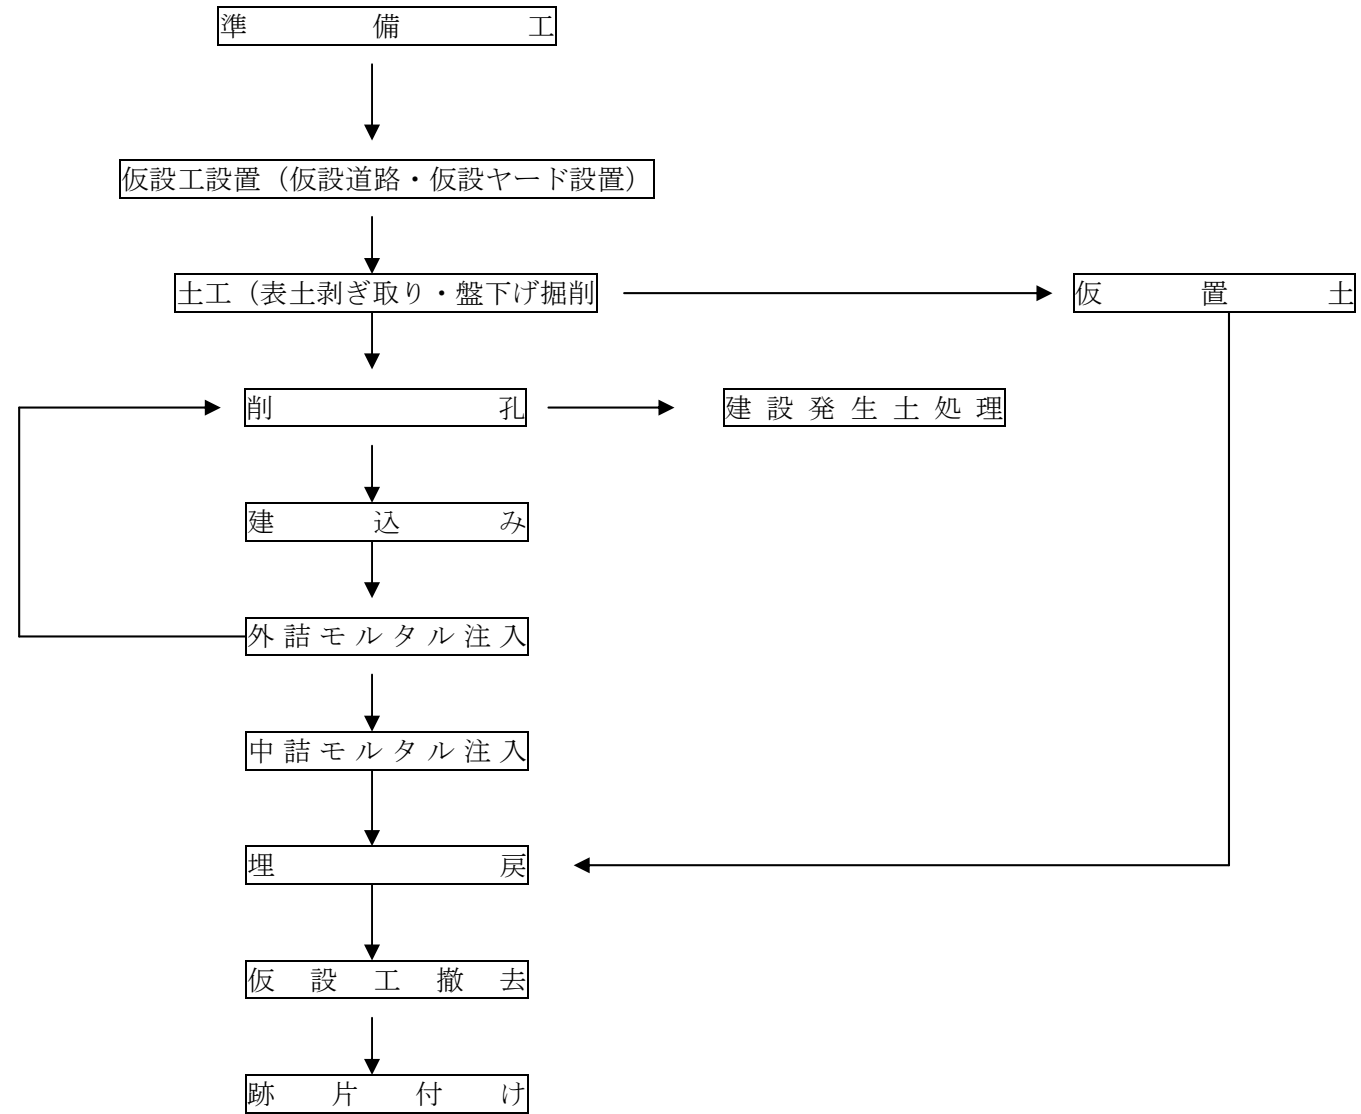 準備工
仮設工設置（仮設道路・仮設ヤード設置）
土工（表土剥ぎ取り・盤下げ掘削
仮置土
削孔
建設発生土処理
建込み
外詰モルタル注入
中詰モルタル注入
埋戻
仮設工撤去
跡片付け